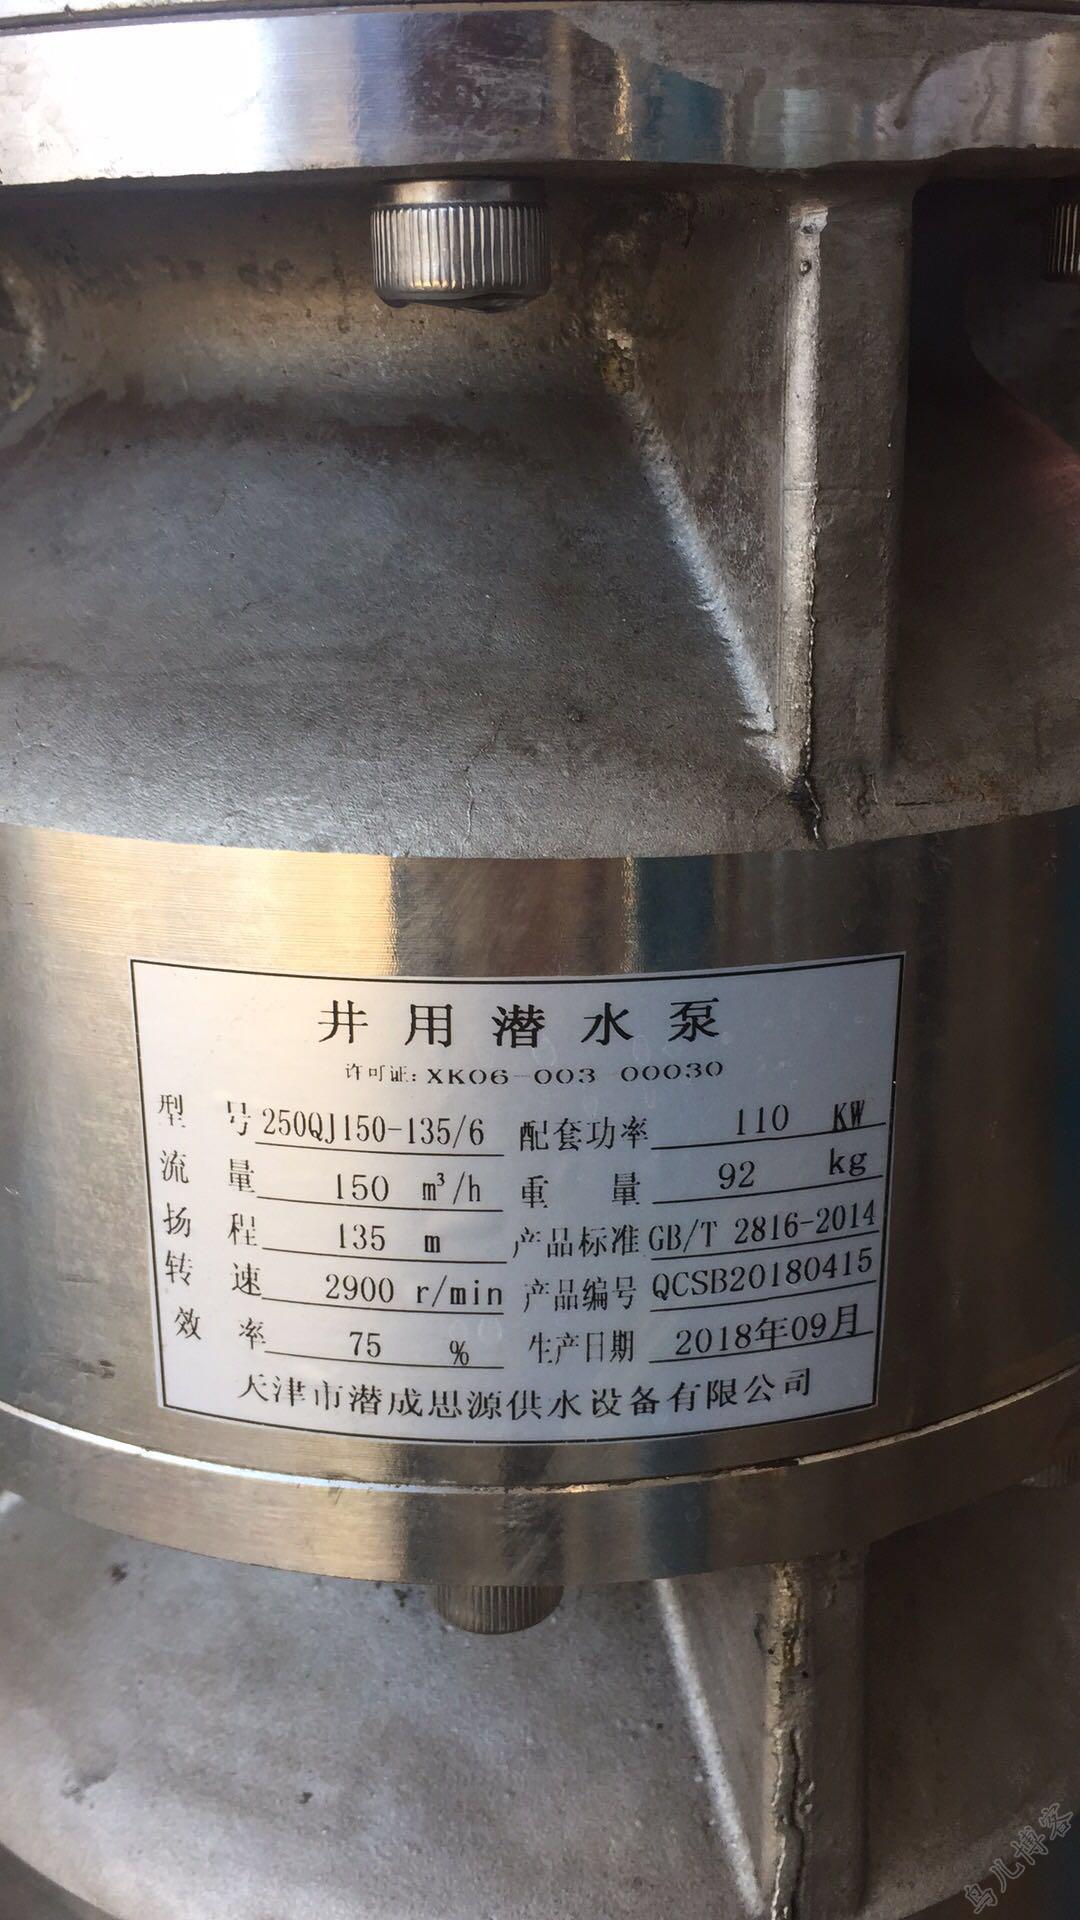 井用潜水泵
许可证: XK06-003 00030
型号 250QJ150-135/6 配套功率 110 KW
流量 150 m³/h 重量 92 kg
扬程 135 m 产品标准 GB/T 2816-2014
转速 2900 r/min 产品编号 QCSB20180415
效率 75 % 生产日期 2018年09月
天津市潜成思源供水设备有限公司
鸟儿博客